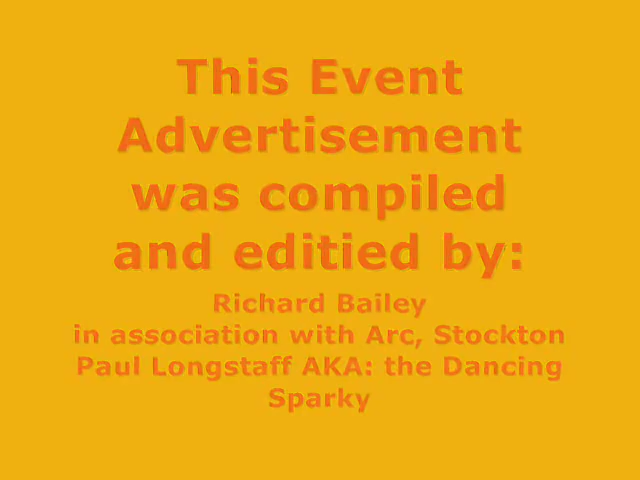 This Event
Advertisement
was compiled
and editied by:
Richard Bailey
in association with Arc, Stockton
Paul Longstaff AKA: the Dancing
Sparky